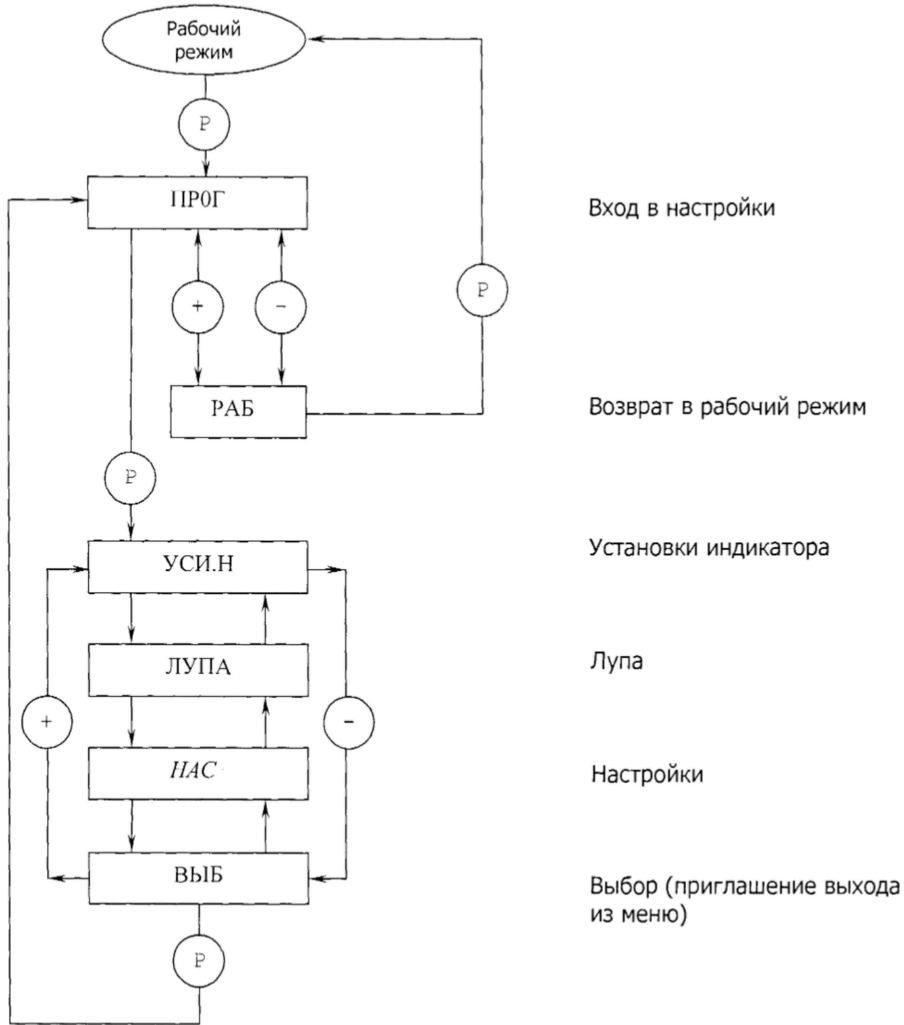 Рабочий
режим
Р
ПР0Г
Вход в настройки
+
-
Р
РАБ
Возврат в рабочий режим
Р
УСИ.Н
Установки индикатора
ЛУПА
Лупа
+
-
НАС
Настройки
ВЫБ
Выбор (приглашение выхода
из меню)
Р